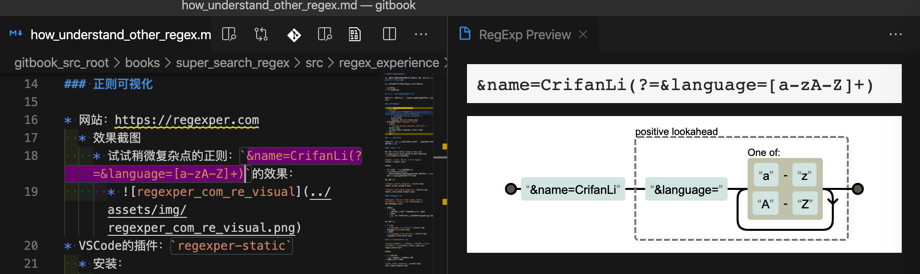 how_understand_other_regex.md — gitbook
how_understand_other_regex.m
gitbook_src_root › books › super_search_regex › src › regex_experience ›
14 ### 正则可视化
15
16 * 网站：https://regexper.com
17 * 效果截图
18 * 试试稍微复杂点的正则：`&name=CrifanLi(?
=&language=[a-zA-Z]+)`的效果：
19 * ![regexper_com_re_visual](../
assets/img/
regexper_com_re_visual.png)
20 * VSCode的插件：`regexper-static`
21 * 安装：
RegExp Preview
&name=CrifanLi(?=&language=[a-zA-Z]+)
positive lookahead
One of:
“&name=CrifanLi”
“&language=”
“a” - “z”
“A” - “Z”